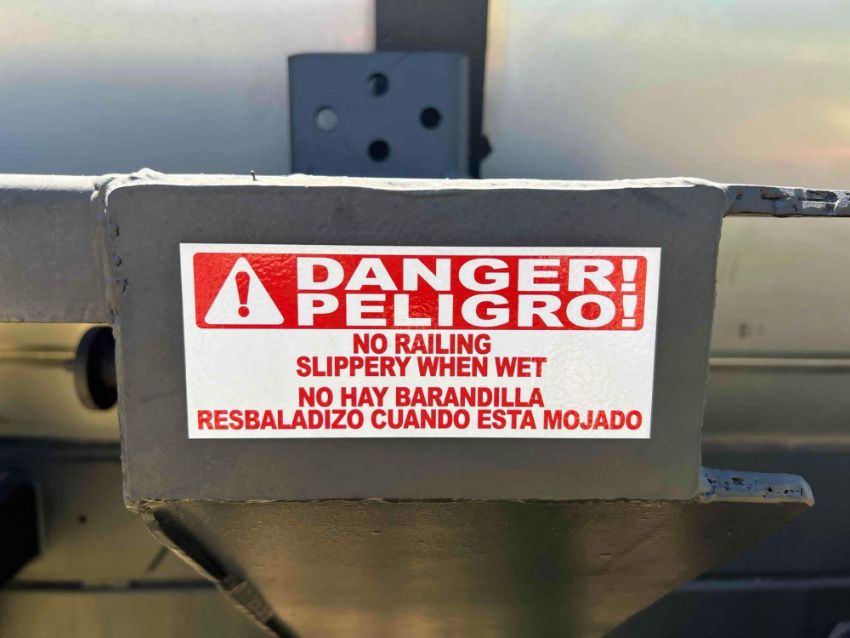 DANGER!
PELIGRO!
NO RAILING
SLIPPERY WHEN WET
NO HAY BARANDILLA
RESBALADIZO CUANDO ESTA MOJADO